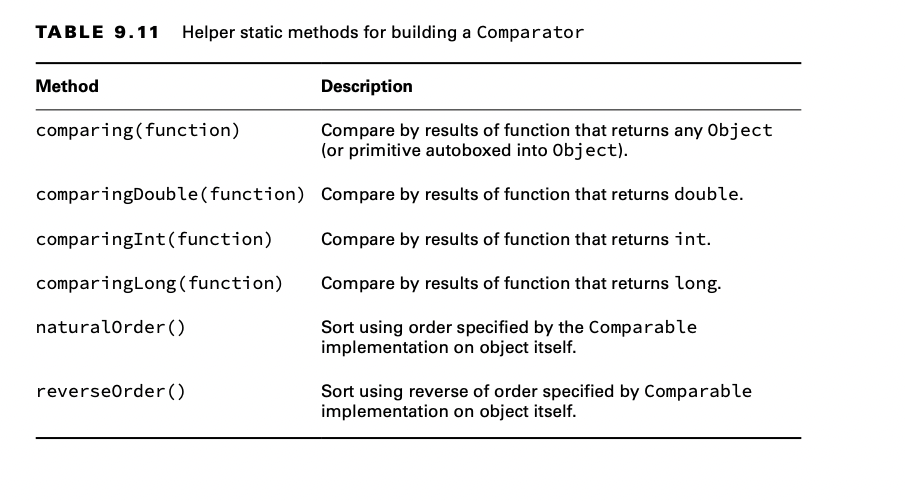 TABLE 9.11 Helper static methods for building a Comparator
Method Description
comparing(function) Compare by results of function that returns any Object
(or primitive autoboxed into Object).
comparingDouble(function) Compare by results of function that returns double.
comparingInt(function) Compare by results of function that returns int.
comparingLong(function) Compare by results of function that returns long.
naturalOrder() Sort using order specified by the Comparable
implementation on object itself.
reverseOrder() Sort using reverse of order specified by Comparable
implementation on object itself.